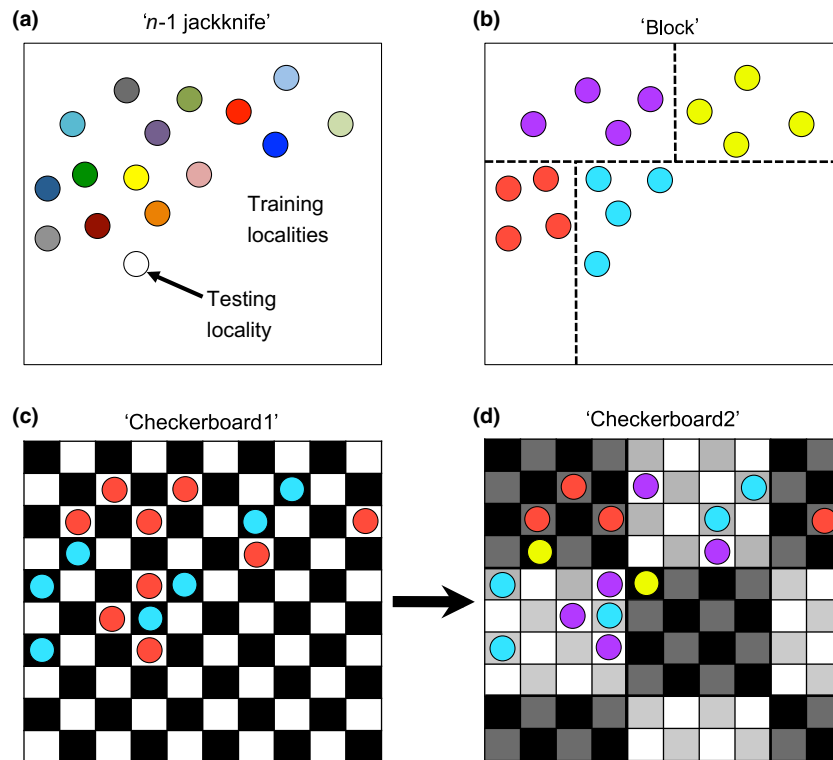 (a)
‘n-1 jackknife’
Training
localities
Testing
locality
(b)
‘Block’
(c)
‘Checkerboard1’
(d)
‘Checkerboard2’